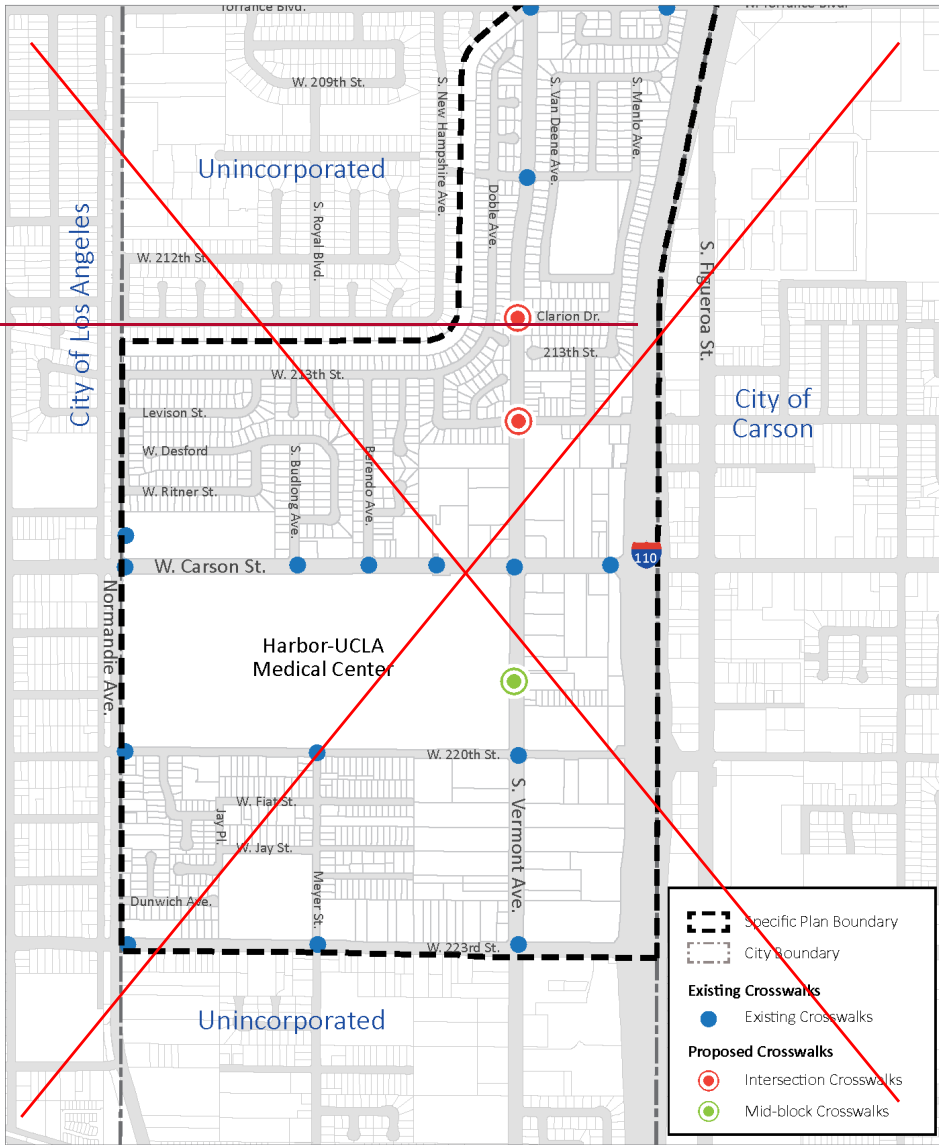 Torrance Blvd.
W. Torrance Blvd.
W. 209th St.
S. New Hampshire Ave.
S. Van Deene Ave.
S. Menlo Ave.
Unincorporated
Doble Ave.
S. Royal Blvd.
City of Los Angeles
W. 212th St.
S. Figueroa St.
Clarion Dr.
213th St.
W. 213th St.
City of
Carson
Levison St.
W. Desford
S. Budlong Ave.
Berendo Ave.
W. Ritner St.
110
W. Carson St.
Normandie Ave.
Harbor-UCLA
Medical Center
W. 220th St.
S. Vermont Ave.
W. Fiat St.
Jay Pl.
W. Jay St.
Meyer St.
Dunwich Ave.
W. 223rd St.
Unincorporated
Specific Plan Boundary
City Boundary
Existing Crosswalks
Existing Crosswalks
Proposed Crosswalks
Intersection Crosswalks
Mid-block Crosswalks